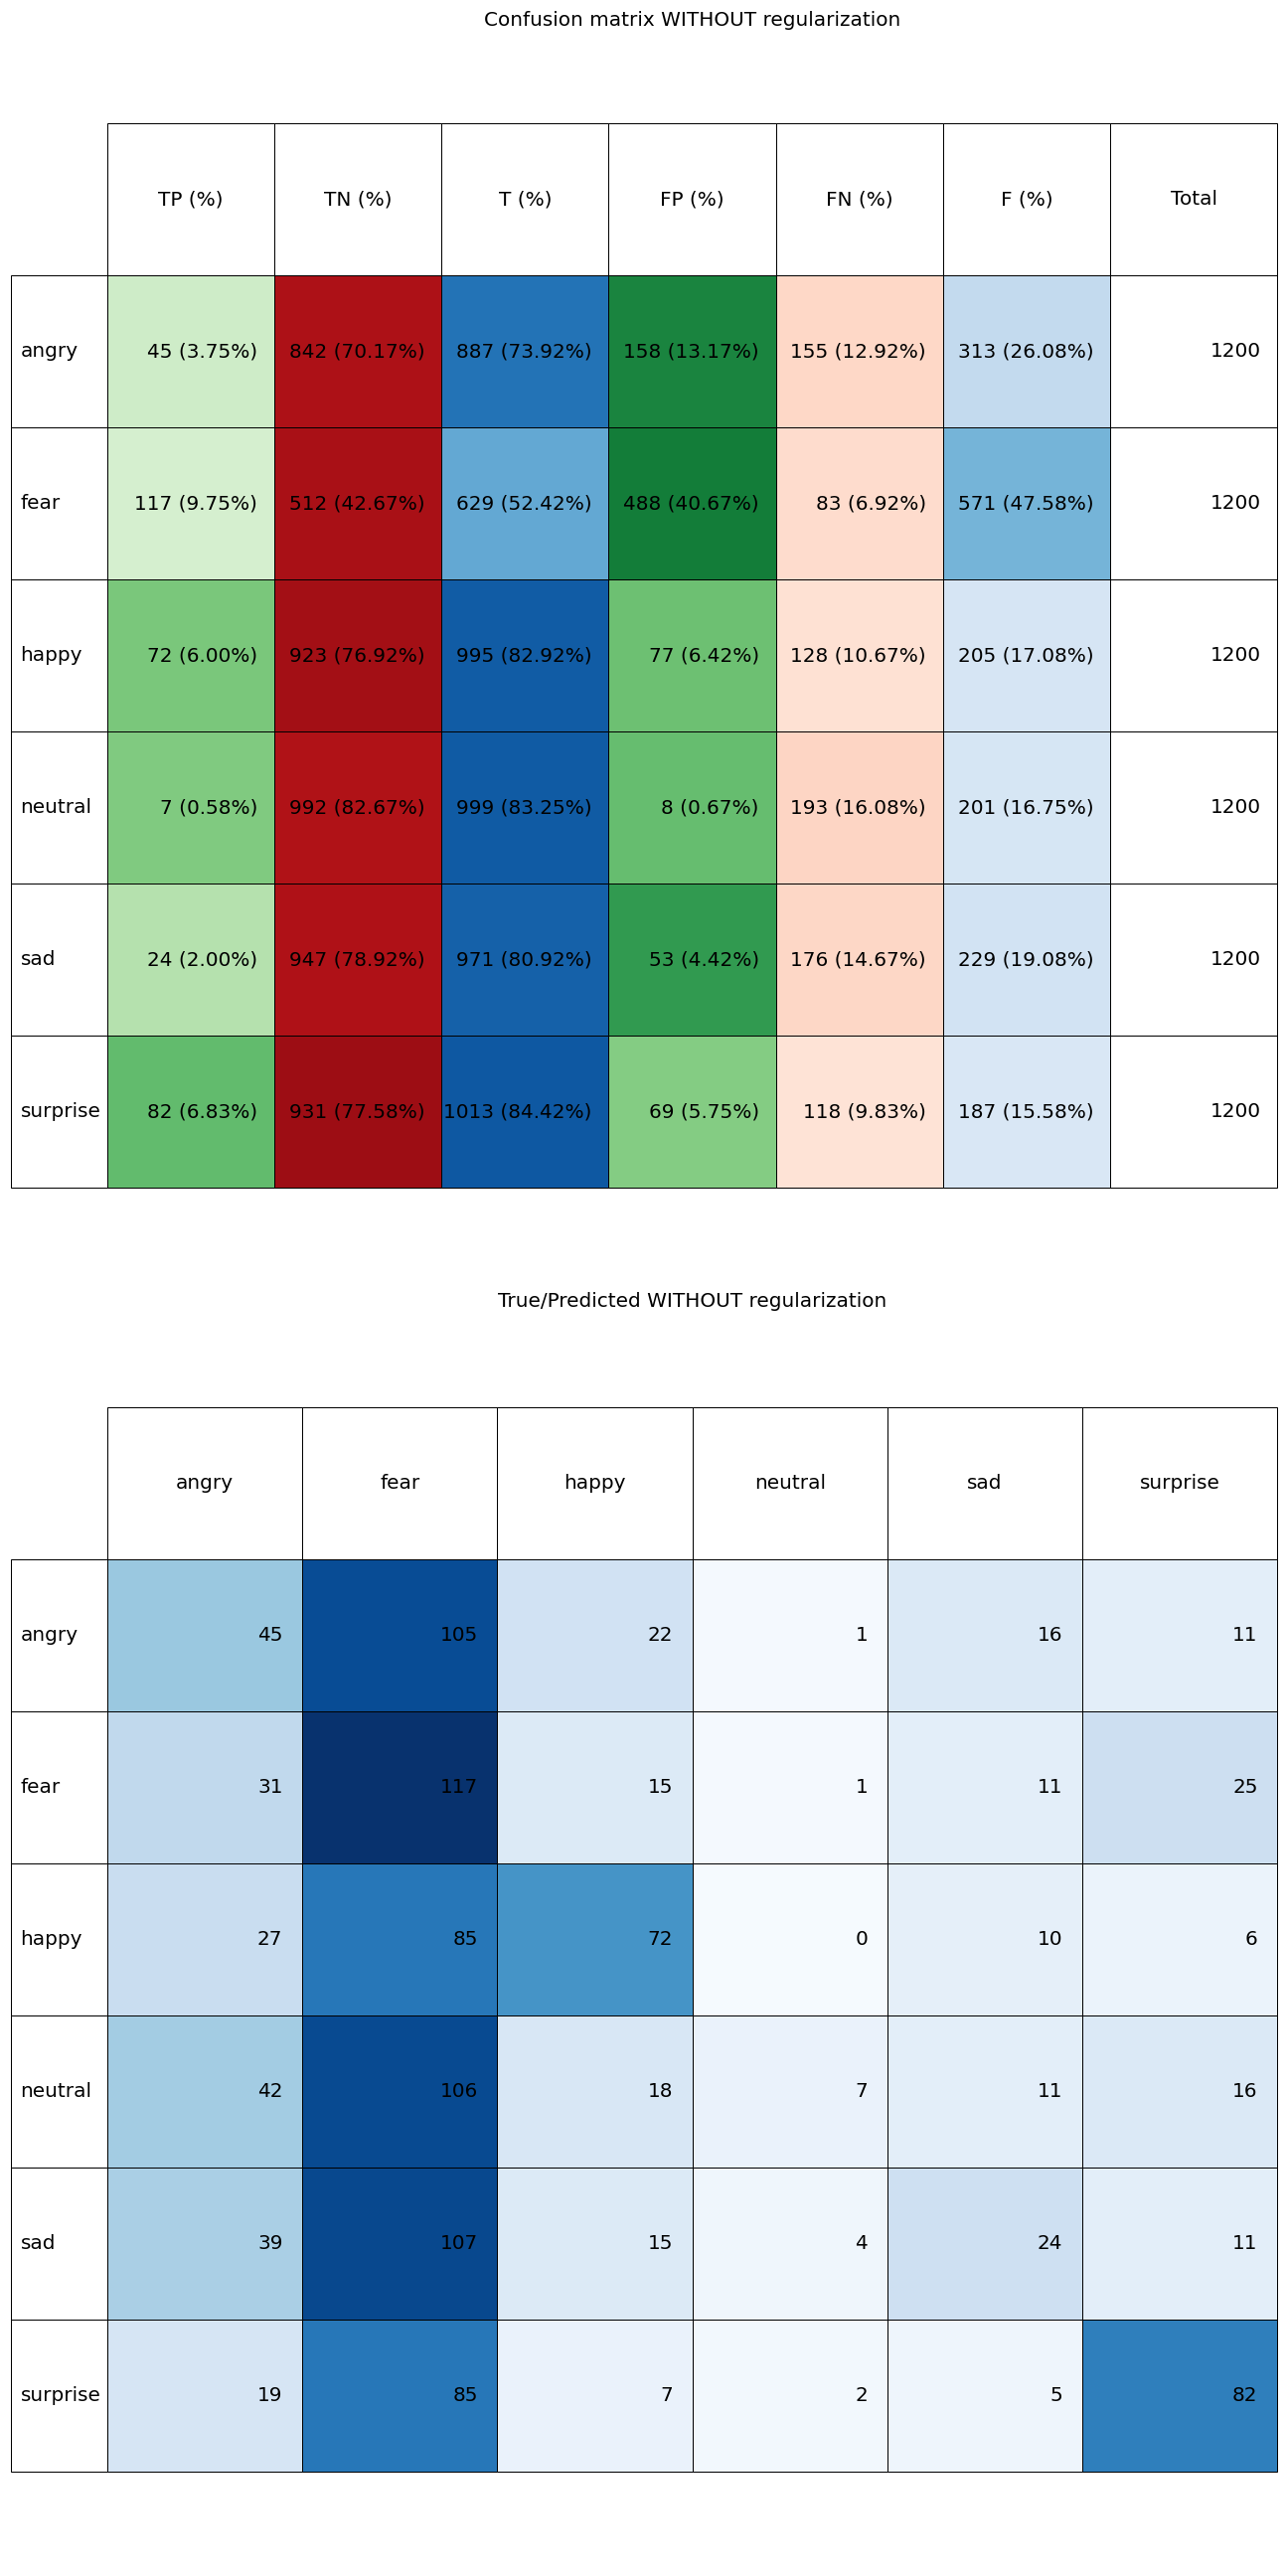 Confusion matrix WITHOUT regularization
TP (%) TN (%) T (%) FP (%) FN (%) F (%) Total
angry 45 (3.75%) 842 (70.17%) 887 (73.92%) 158 (13.17%) 155 (12.92%) 313 (26.08%) 1200
fear 117 (9.75%) 512 (42.67%) 629 (52.42%) 488 (40.67%) 83 (6.92%) 571 (47.58%) 1200
happy 72 (6.00%) 923 (76.92%) 995 (82.92%) 77 (6.42%) 128 (10.67%) 205 (17.08%) 1200
neutral 7 (0.58%) 992 (82.67%) 999 (83.25%) 8 (0.67%) 193 (16.08%) 201 (16.75%) 1200
sad 24 (2.00%) 947 (78.92%) 971 (80.92%) 53 (4.42%) 176 (14.67%) 229 (19.08%) 1200
surprise 82 (6.83%) 931 (77.58%) 1013 (84.42%) 69 (5.75%) 118 (9.83%) 187 (15.58%) 1200
True/Predicted WITHOUT regularization
angry fear happy neutral sad surprise
angry 45 105 22 1 16 11
fear 31 117 15 1 11 25
happy 27 85 72 0 10 6
neutral 42 106 18 7 11 16
sad 39 107 15 4 24 11
surprise 19 85 7 2 5 82